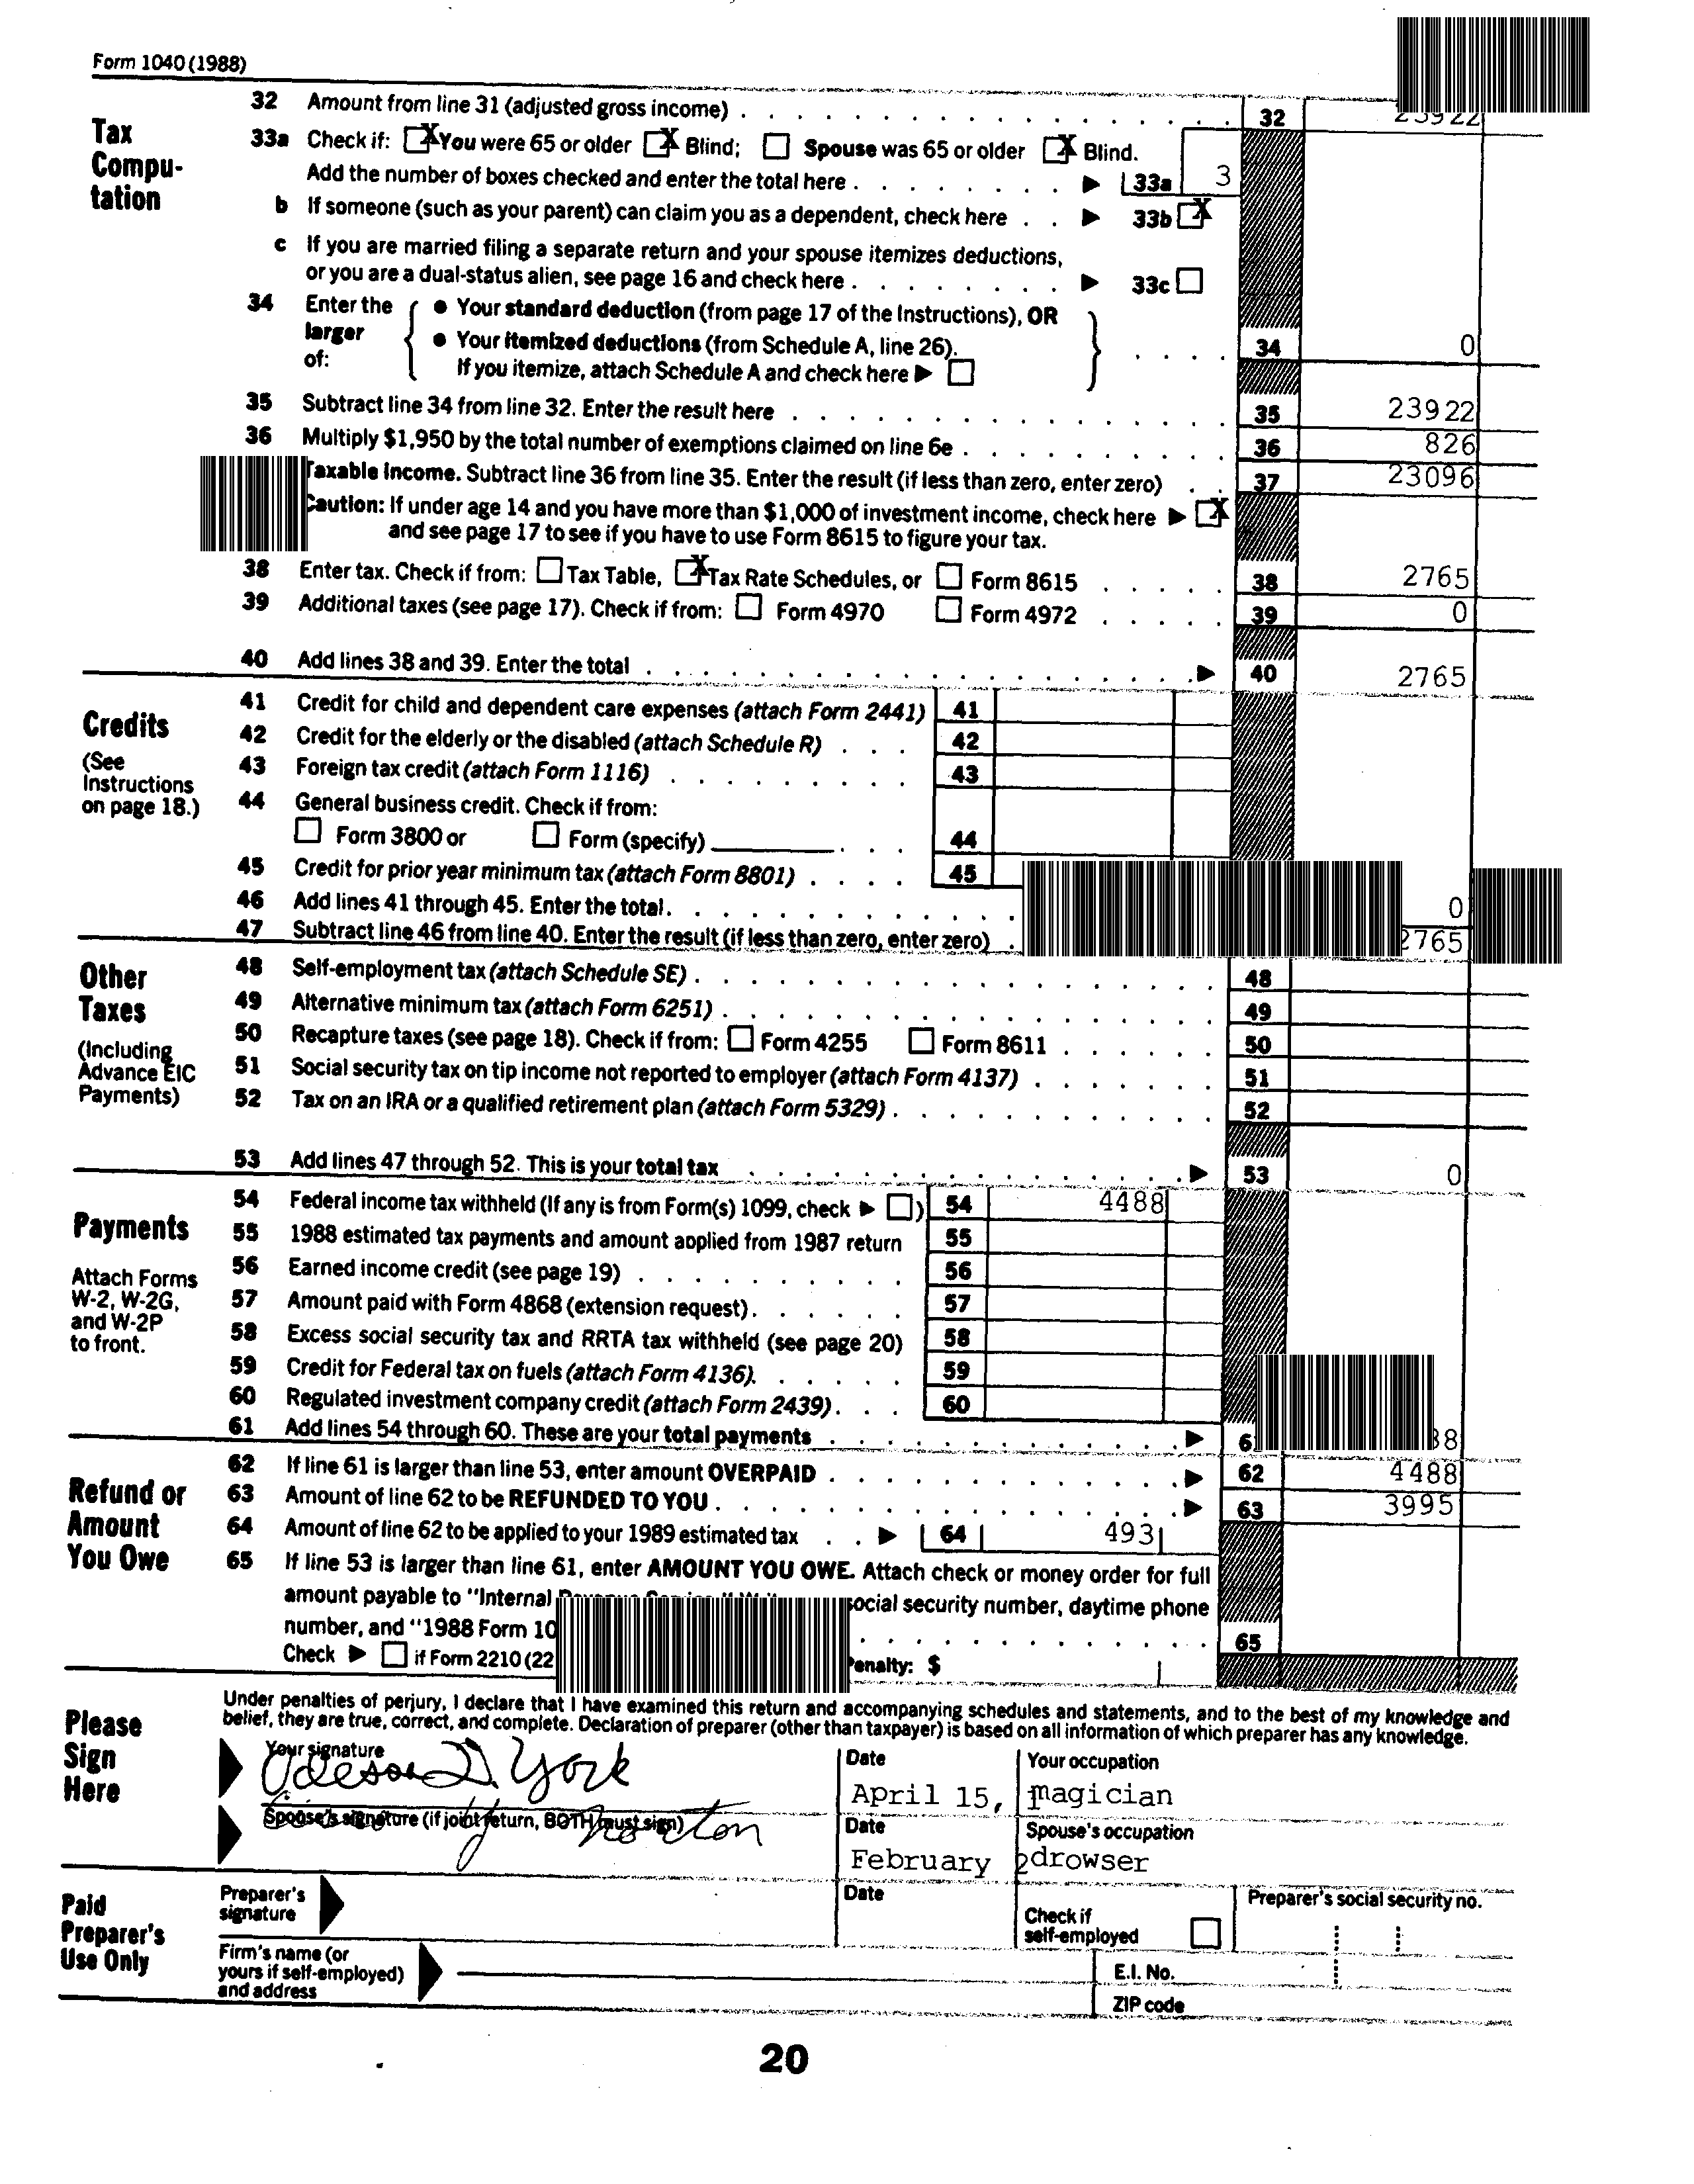 Form 1040 (1988)
Tax Compu-tation
32 Amount from line 31 (adjusted gross income) 32 23922
33a Check if: X You were 65 or older X Blind; Spouse was 65 or older X Blind.
Add the number of boxes checked and enter the total here 33a 3
b If someone (such as your parent) can claim you as a dependent, check here 33b X
c If you are married filing a separate return and your spouse itemizes deductions,
or you are a dual-status alien, see page 16 and check here 33c
34 Enter the larger of:
● Your standard deduction (from page 17 of the Instructions), OR
● Your itemized deductions (from Schedule A, line 26).
If you itemize, attach Schedule A and check here ▶ 34 0
35 Subtract line 34 from line 32. Enter the result here 35 23922
36 Multiply $1,950 by the total number of exemptions claimed on line 6e 36 826
Taxable income. Subtract line 36 from line 35. Enter the result (if less than zero, enter zero) 37 23096
Caution: If under age 14 and you have more than $1,000 of investment income, check here ▶ X
and see page 17 to see if you have to use Form 8615 to figure your tax.
38 Enter tax. Check if from: Tax Table, X Tax Rate Schedules, or Form 8615 38 2765
39 Additional taxes (see page 17). Check if from: Form 4970 Form 4972 39 0
40 Add lines 38 and 39. Enter the total ▶ 40 2765
Credits
(See Instructions on page 18.)
41 Credit for child and dependent care expenses (attach Form 2441) 41
42 Credit for the elderly or the disabled (attach Schedule R) 42
43 Foreign tax credit (attach Form 1116) 43
44 General business credit. Check if from:
Form 3800 or Form (specify) 44
45 Credit for prior year minimum tax (attach Form 8801) 45
46 Add lines 41 through 45. Enter the total 0
47 Subtract line 46 from line 40. Enter the result (if less than zero, enter zero) 2765
Other Taxes
(Including Advance EIC Payments)
48 Self-employment tax (attach Schedule SE) 48
49 Alternative minimum tax (attach Form 6251) 49
50 Recapture taxes (see page 18). Check if from: Form 4255 Form 8611 50
51 Social security tax on tip income not reported to employer (attach Form 4137) 51
52 Tax on an IRA or a qualified retirement plan (attach Form 5329) 52
53 Add lines 47 through 52. This is your total tax ▶ 53 0
Payments
Attach Forms W-2, W-2G, and W-2P to front.
54 Federal income tax withheld (If any is from Form(s) 1099, check ▶ ) 54 4488
55 1988 estimated tax payments and amount applied from 1987 return 55
56 Earned income credit (see page 19) 56
57 Amount paid with Form 4868 (extension request) 57
58 Excess social security tax and RRTA tax withheld (see page 20) 58
59 Credit for Federal tax on fuels (attach Form 4136) 59
60 Regulated investment company credit (attach Form 2439) 60
61 Add lines 54 through 60. These are your total payments ▶
Refund or Amount You Owe
62 If line 61 is larger than line 53, enter amount OVERPAID ▶ 62 4488
63 Amount of line 62 to be REFUNDED TO YOU ▶ 63 3995
64 Amount of line 62 to be applied to your 1989 estimated tax ▶ 64 493
65 If line 53 is larger than line 61, enter AMOUNT YOU OWE. Attach check or money order for full
amount payable to "Internal social security number, daytime phone
number, and "1988 Form 10 65
Check ▶ if Form 2210 (22 Penalty: $
Please Sign Here
Under penalties of perjury, I declare that I have examined this return and accompanying schedules and statements, and to the best of my knowledge and
belief, they are true, correct, and complete. Declaration of preparer (other than taxpayer) is based on all information of which preparer has any knowledge.
Your signature Date Your occupation
D. York April 15, magician
Spouse's signature (if joint return, BOTH must sign) Date Spouse's occupation
Norton February 2 drowser
Paid Preparer's Use Only
Preparer's signature Date Check if self-employed Preparer's social security no.
Firm's name (or yours if self-employed) and address E.I. No.
ZIP code
20